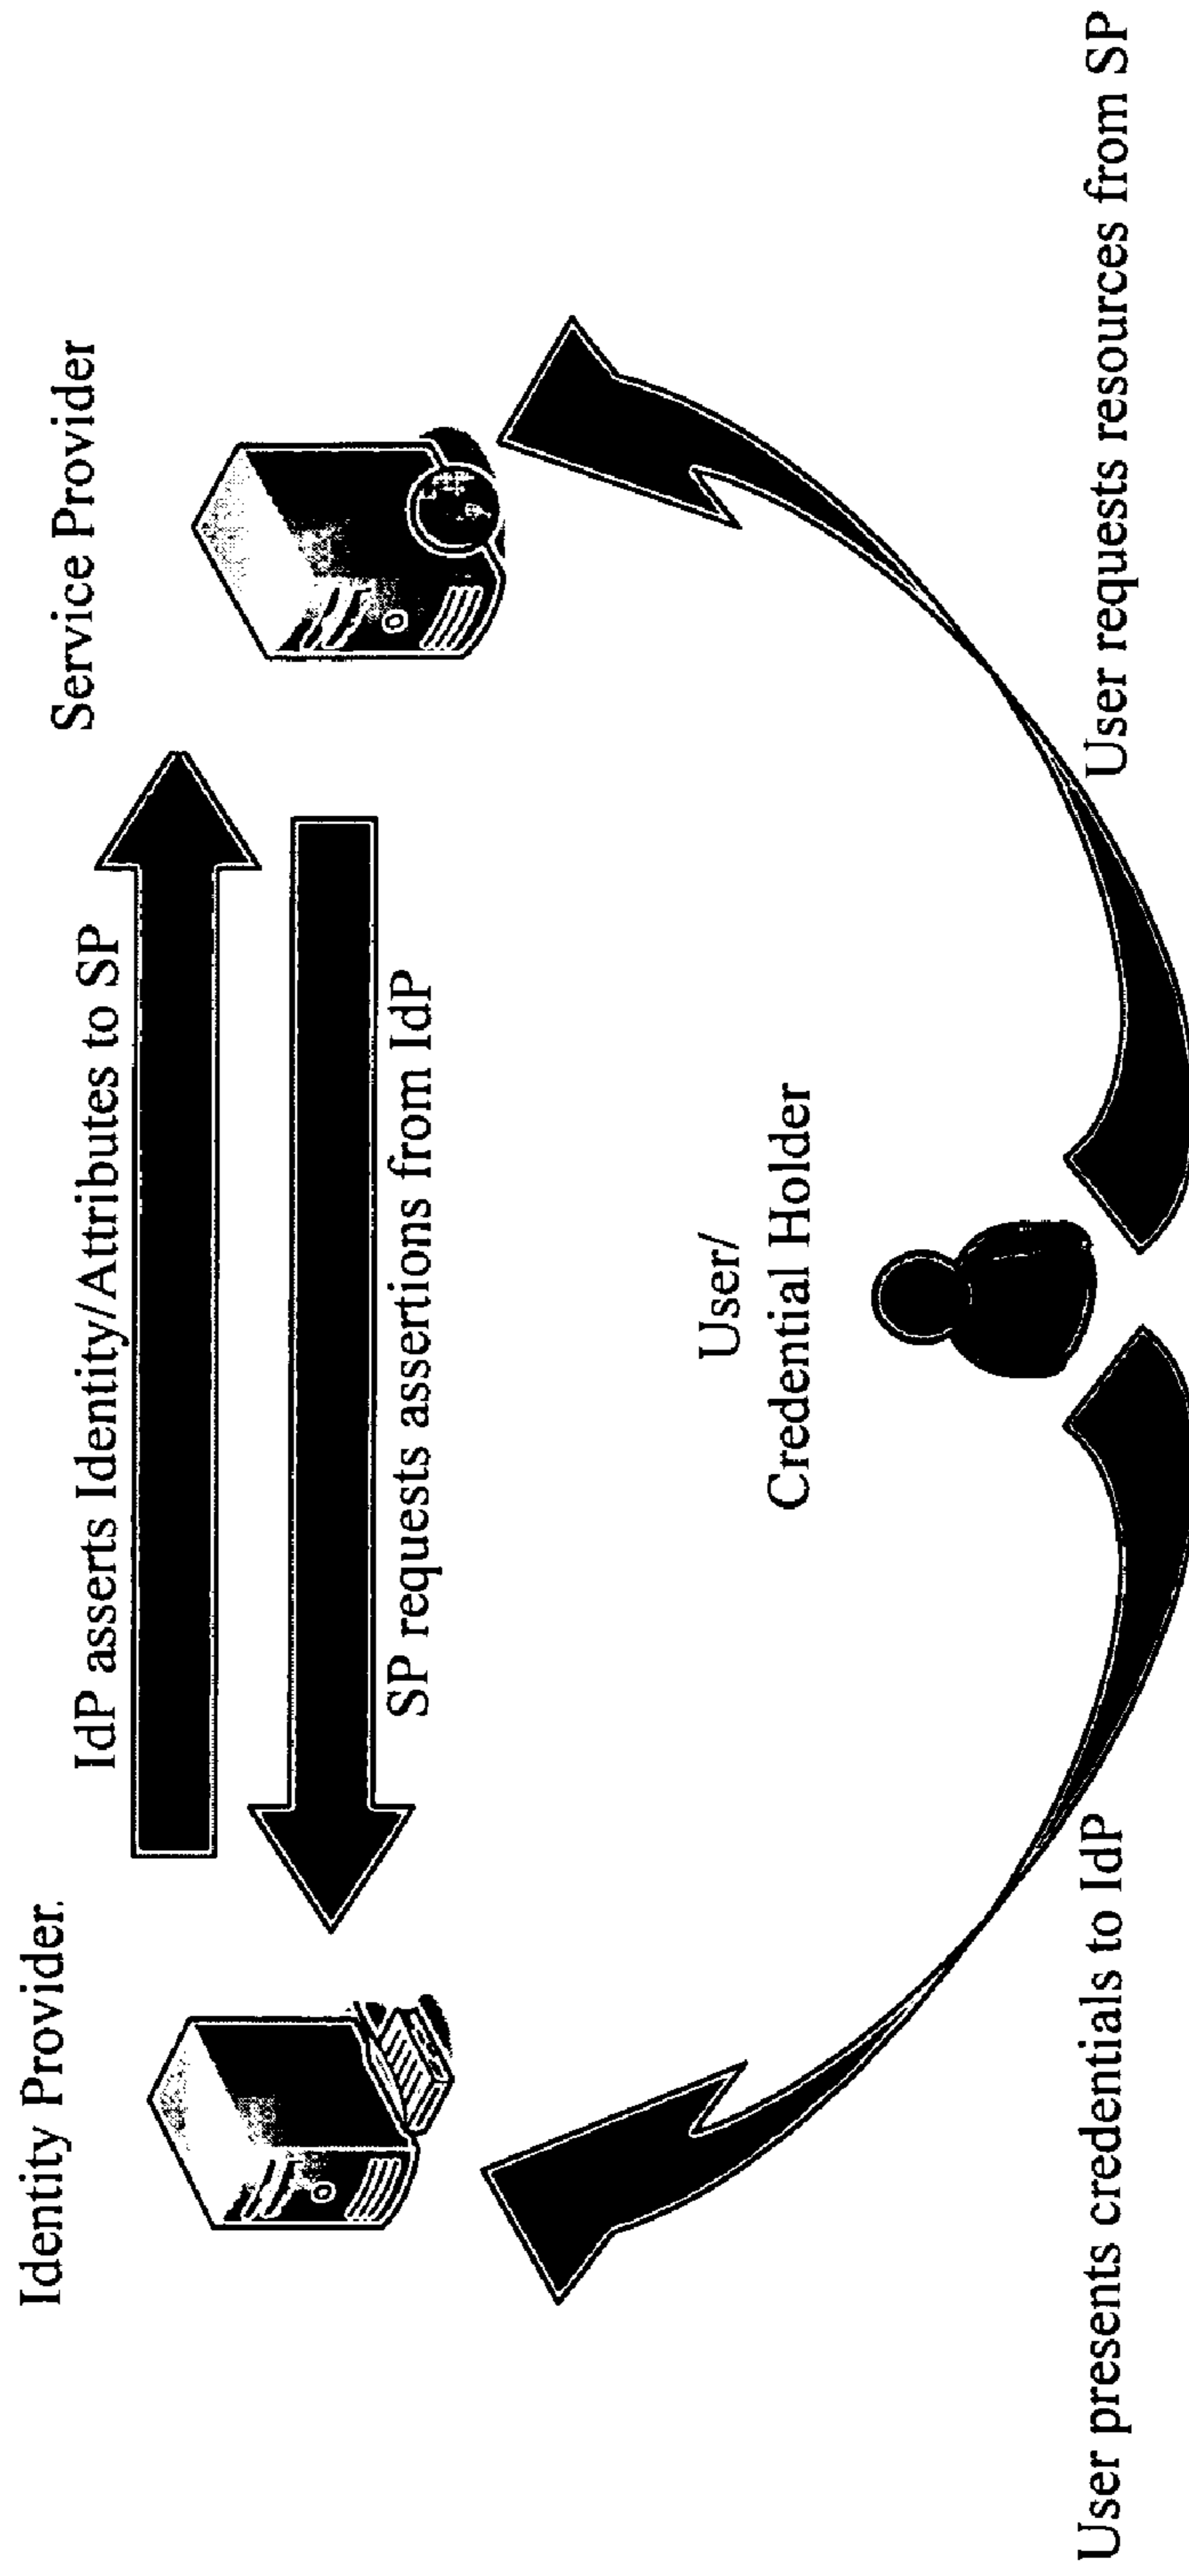 Identity Provider
Service Provider
IdP asserts Identity/Attributes to SP
SP requests assertions from IdP
User/
Credential Holder
User presents credentials to IdP
User requests resources from SP